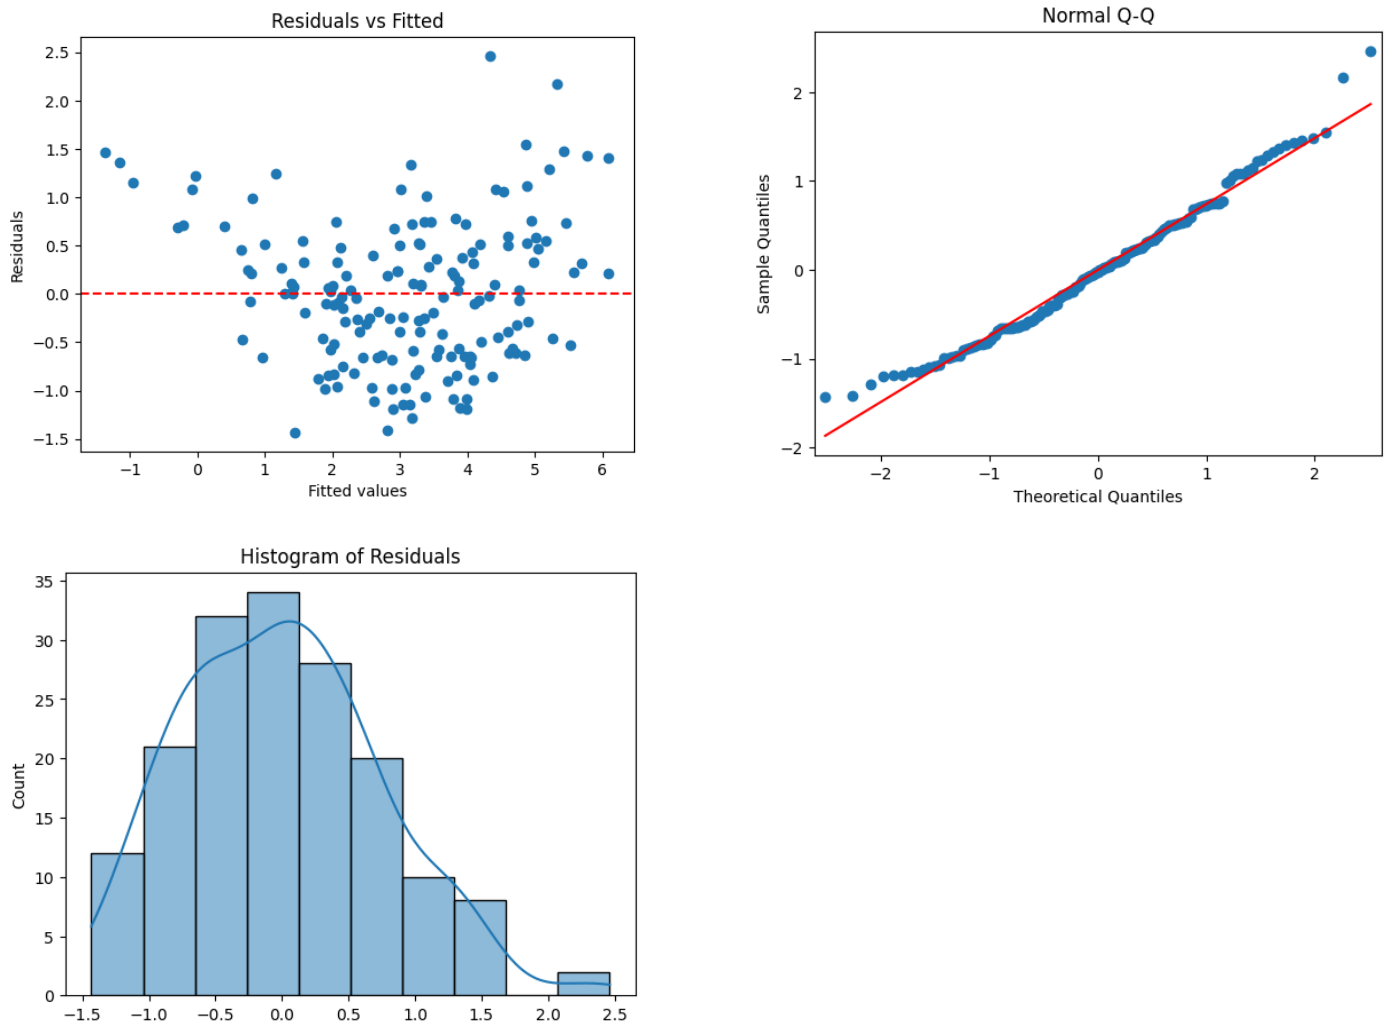 Residuals vs Fitted
Residuals
2.5
2.0
1.5
1.0
0.5
0.0
−0.5
−1.0
−1.5
−1 0 1 2 3 4 5 6
Fitted values
Normal Q-Q
Sample Quantiles
2
1
0
−1
−2
−2 −1 0 1 2
Theoretical Quantiles
Histogram of Residuals
Count
35
30
25
20
15
10
5
0
−1.5 −1.0 −0.5 0.0 0.5 1.0 1.5 2.0 2.5